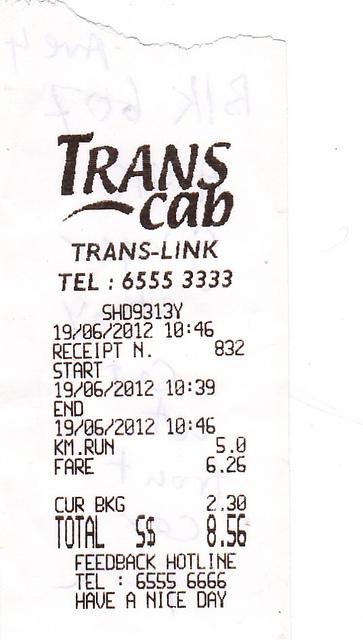 TRANS
cab
TRANS-LINK
TEL : 6555 3333
SHD9313Y
19/06/2012 10:46
RECEIPT N. 832
START
19/06/2012 10:39
END
19/06/2012 10:46
KM.RUN 5.0
FARE 6.26
CUR BKG 2.30
TOTAL S$ 8.56
FEEDBACK HOTLINE
TEL : 6555 6666
HAVE A NICE DAY